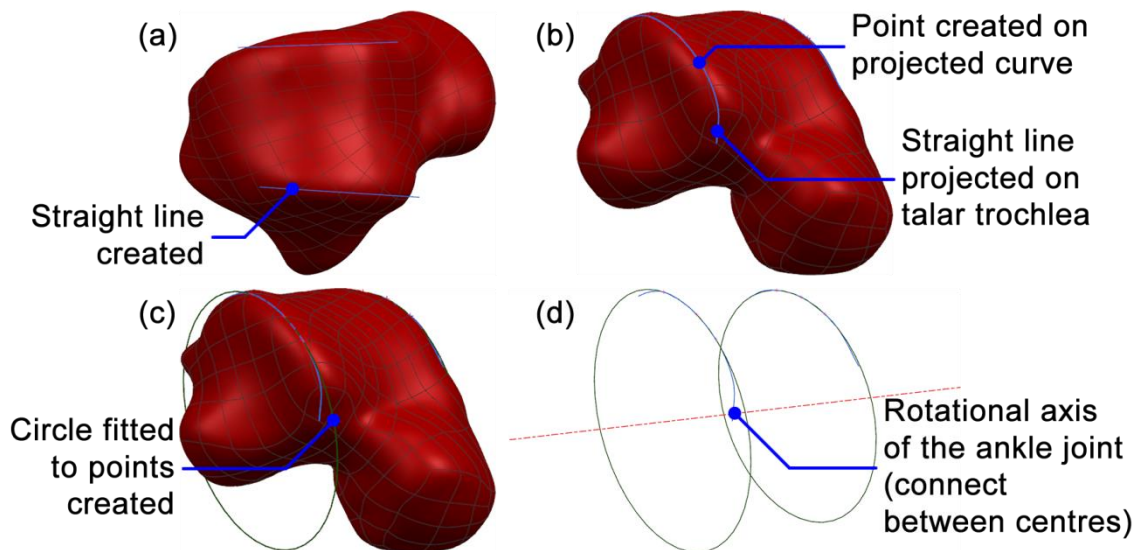 (a)
Straight line
created
(b)
Point created on
projected curve
Straight line
projected on
talar trochlea
(c)
Circle fitted
to points
created
(d)
Rotational axis
of the ankle joint
(connect
between centres)